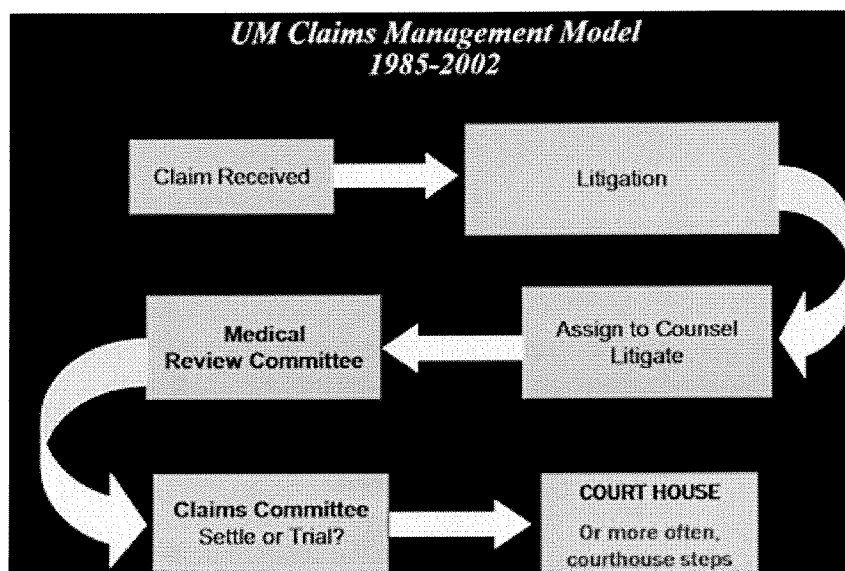 UM Claims Management Model
1985-2002
Claim Received
Litigation
Assign to Counsel
Litigate
Medical
Review Committee
Claims Committee
Settle or Trial?
COURT HOUSE
Or more often,
courthouse steps